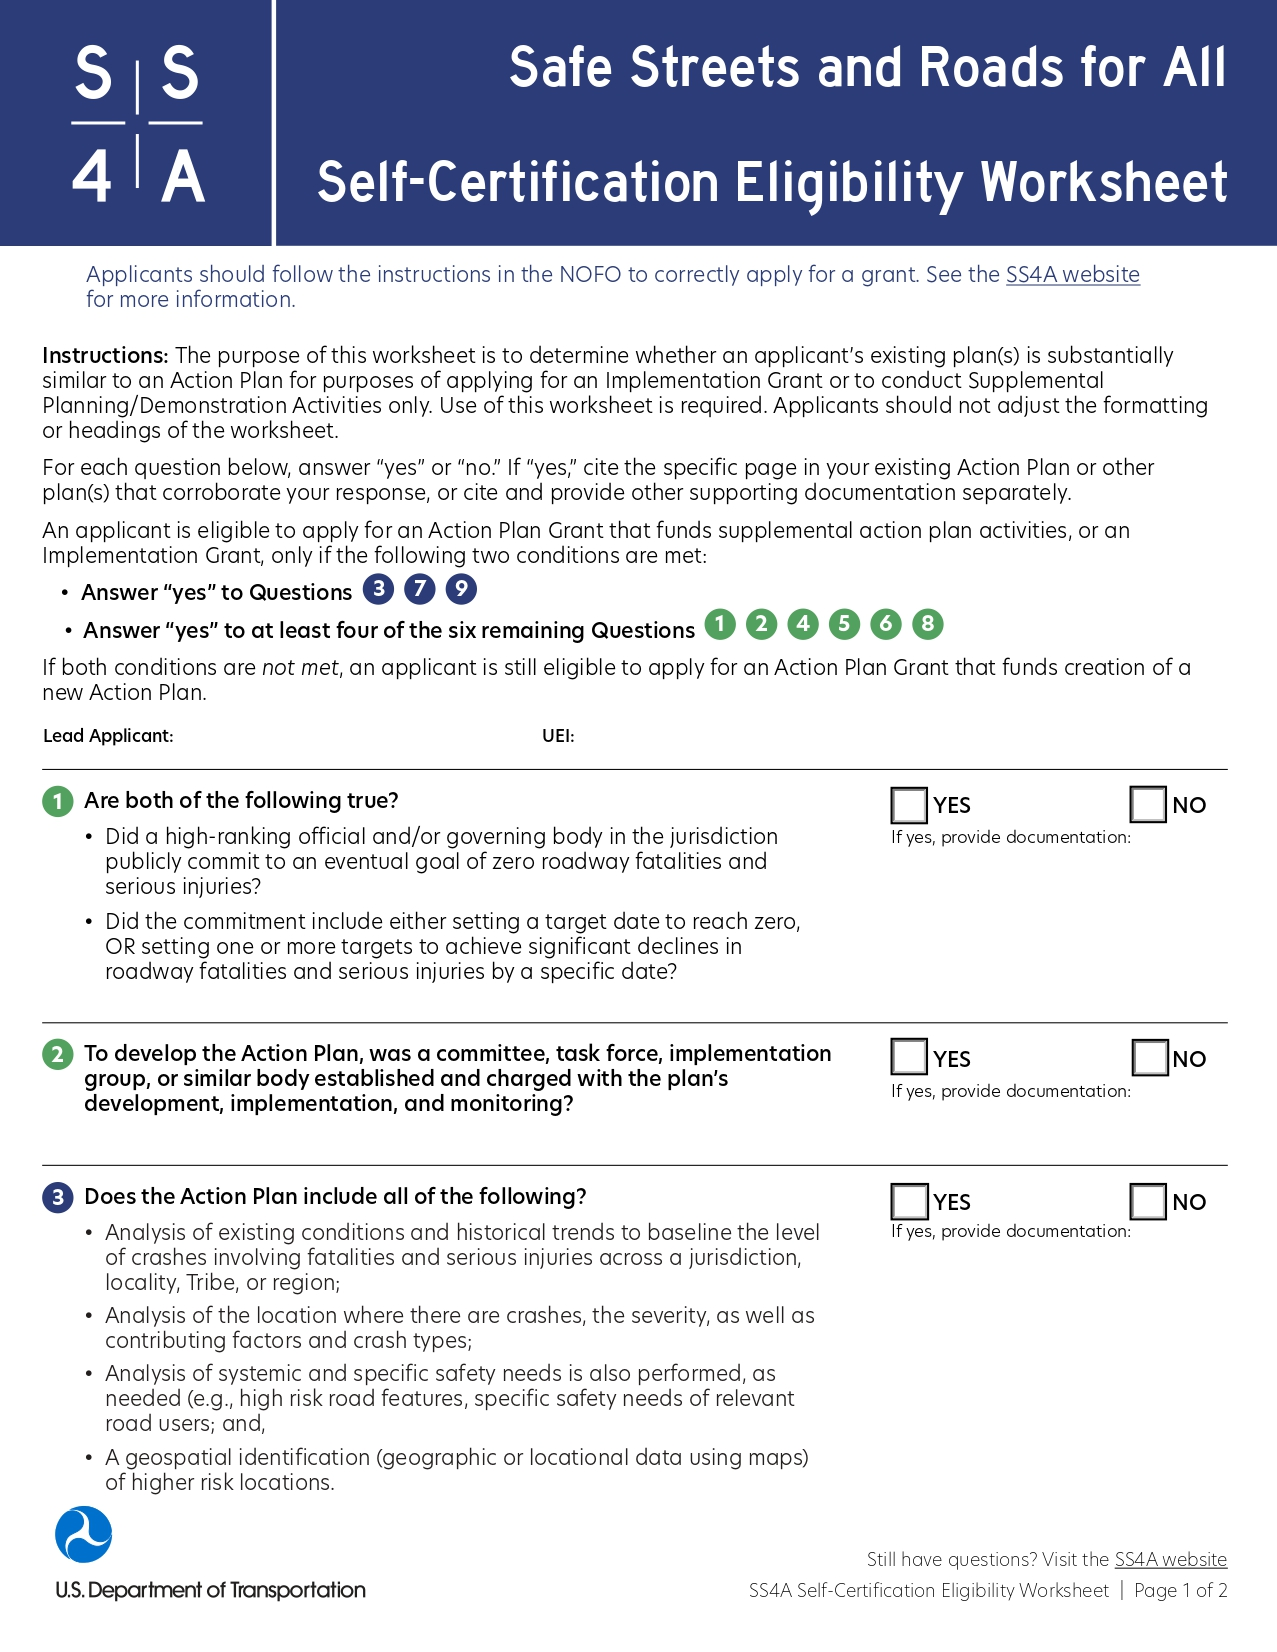 S S
4 A
Safe Streets and Roads for All
Self-Certification Eligibility Worksheet
Applicants should follow the instructions in the NOFO to correctly apply for a grant. See the SS4A website
for more information.
Instructions: The purpose of this worksheet is to determine whether an applicant’s existing plan(s) is substantially
similar to an Action Plan for purposes of applying for an Implementation Grant or to conduct Supplemental
Planning/Demonstration Activities only. Use of this worksheet is required. Applicants should not adjust the formatting
or headings of the worksheet.
For each question below, answer “yes” or “no.” If “yes,” cite the specific page in your existing Action Plan or other
plan(s) that corroborate your response, or cite and provide other supporting documentation separately.
An applicant is eligible to apply for an Action Plan Grant that funds supplemental action plan activities, or an
Implementation Grant, only if the following two conditions are met:
• Answer “yes” to Questions 3 7 9
• Answer “yes” to at least four of the six remaining Questions 1 2 4 5 6 8
If both conditions are not met, an applicant is still eligible to apply for an Action Plan Grant that funds creation of a
new Action Plan.
Lead Applicant: UEI:
1 Are both of the following true? YES NO
If yes, provide documentation:
• Did a high-ranking official and/or governing body in the jurisdiction
publicly commit to an eventual goal of zero roadway fatalities and
serious injuries?
• Did the commitment include either setting a target date to reach zero,
OR setting one or more targets to achieve significant declines in
roadway fatalities and serious injuries by a specific date?
2 To develop the Action Plan, was a committee, task force, implementation YES NO
group, or similar body established and charged with the plan’s If yes, provide documentation:
development, implementation, and monitoring?
3 Does the Action Plan include all of the following? YES NO
If yes, provide documentation:
• Analysis of existing conditions and historical trends to baseline the level
of crashes involving fatalities and serious injuries across a jurisdiction,
locality, Tribe, or region;
• Analysis of the location where there are crashes, the severity, as well as
contributing factors and crash types;
• Analysis of systemic and specific safety needs is also performed, as
needed (e.g., high risk road features, specific safety needs of relevant
road users; and,
• A geospatial identification (geographic or locational data using maps)
of higher risk locations.
Still have questions? Visit the SS4A website
U.S. Department of Transportation SS4A Self-Certification Eligibility Worksheet | Page 1 of 2